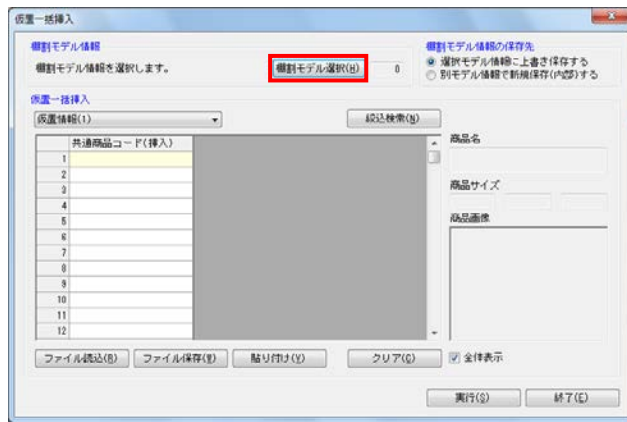 仮置一括挿入
棚割モデル情報
棚割モデル情報を選択します。
棚割モデル選択(H)
0
棚割モデル情報の保存先
選択モデル情報に上書き保存する
別モデル情報で新規保存(内部)する
仮置一括挿入
仮置情報(1)
絞込検索(N)
共通商品コード(挿入)
1
2
3
4
5
6
7
8
9
10
11
12
商品名
商品サイズ
商品画像
ファイル読込(R)
ファイル保存(W)
貼り付け(V)
クリア(C)
全体表示
実行(S)
終了(E)